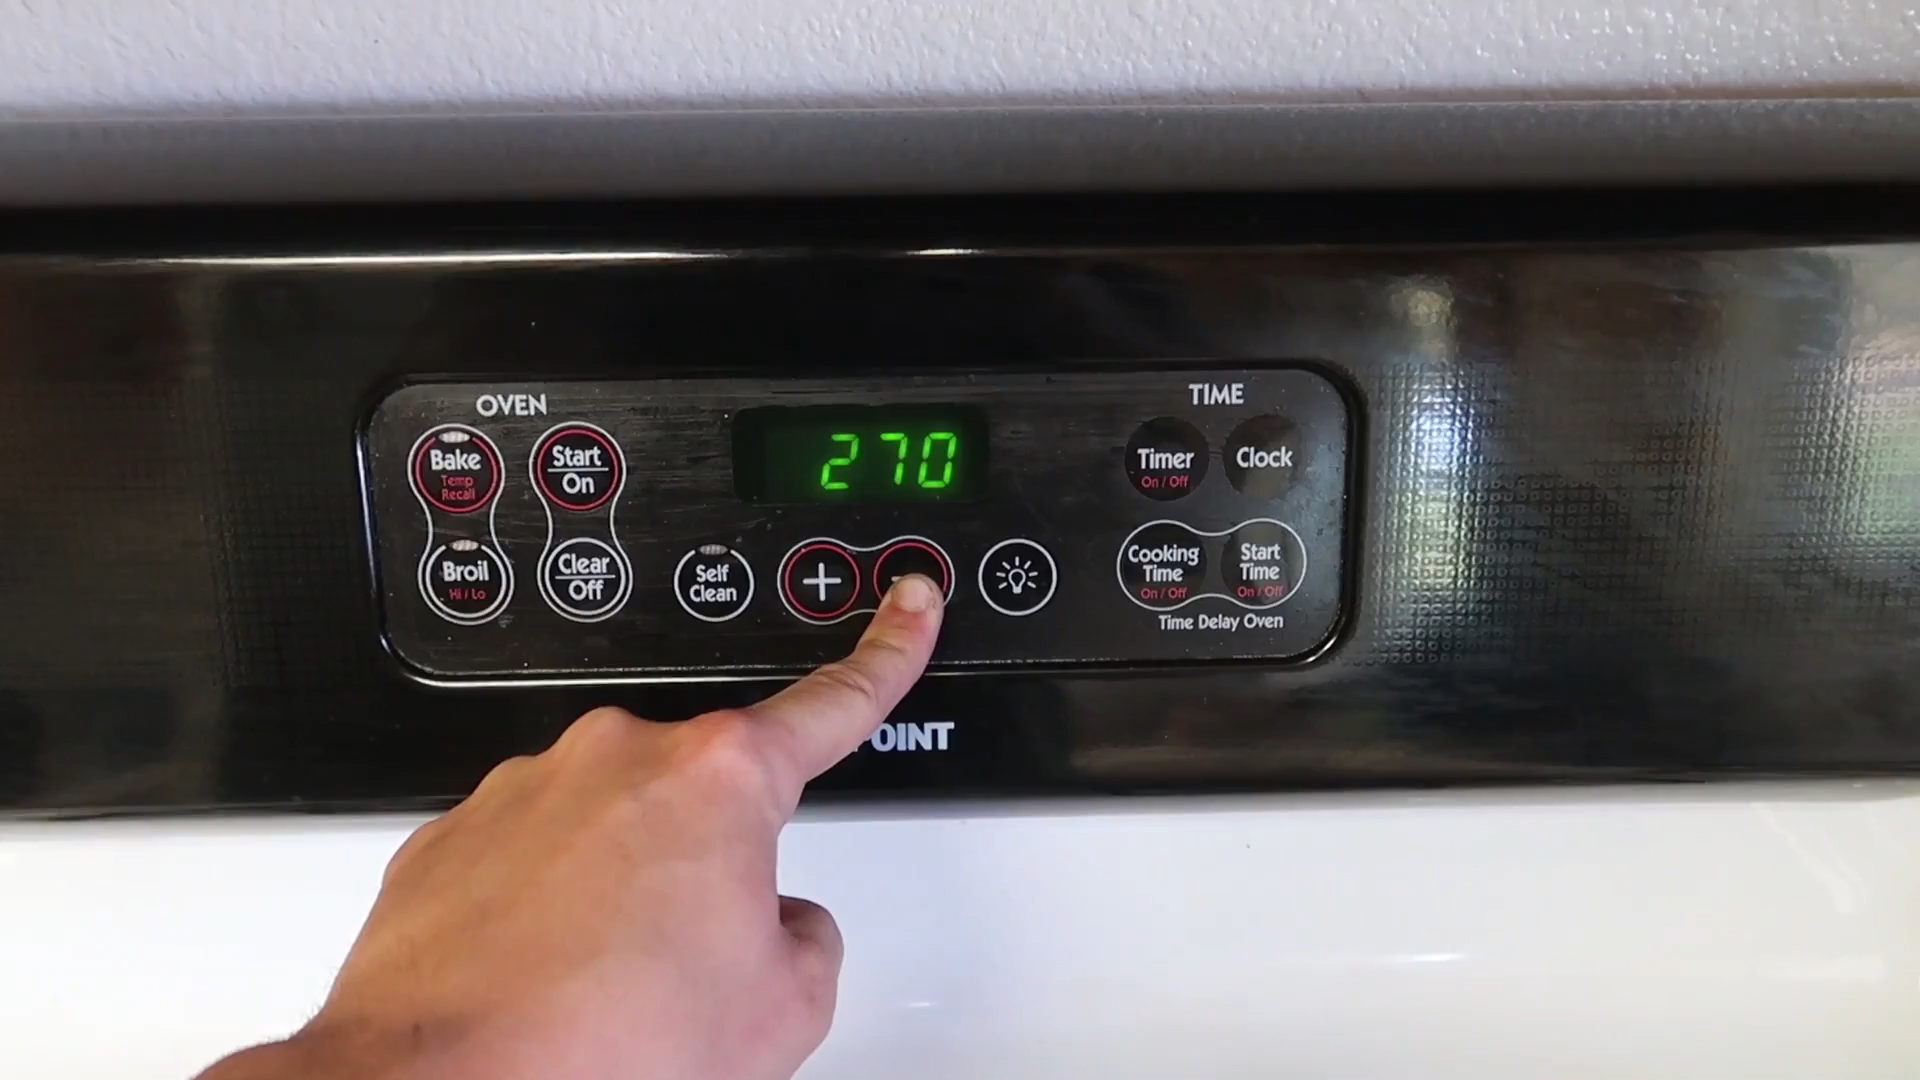 OVEN
Bake
Temp
Recall
Start
On
Broil
Hi / Lo
Clear
Off
Self
Clean
270
+
TIME
Timer
On / Off
Clock
Cooking
Time
On / Off
Start
Time
On / Off
Time Delay Oven
POINT